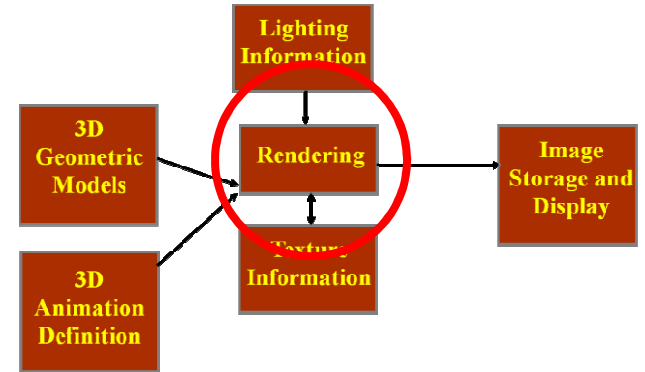 Lighting
Information
3D
Geometric
Models
Rendering
Image
Storage and
Display
Texture
Information
3D
Animation
Definition